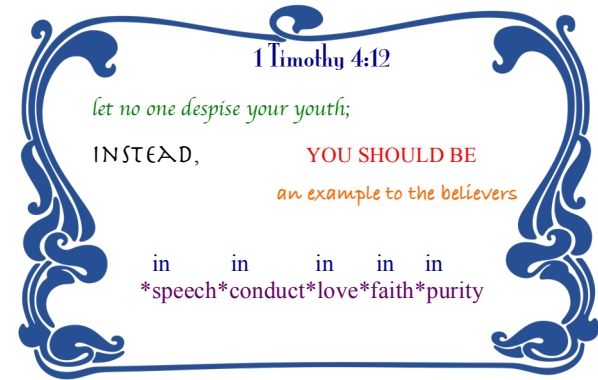 1 Timothy 4:12
let no one despise your youth;
INSTEAD, YOU SHOULD BE
an example to the believers
in in in in in
*speech*conduct*love*faith*purity